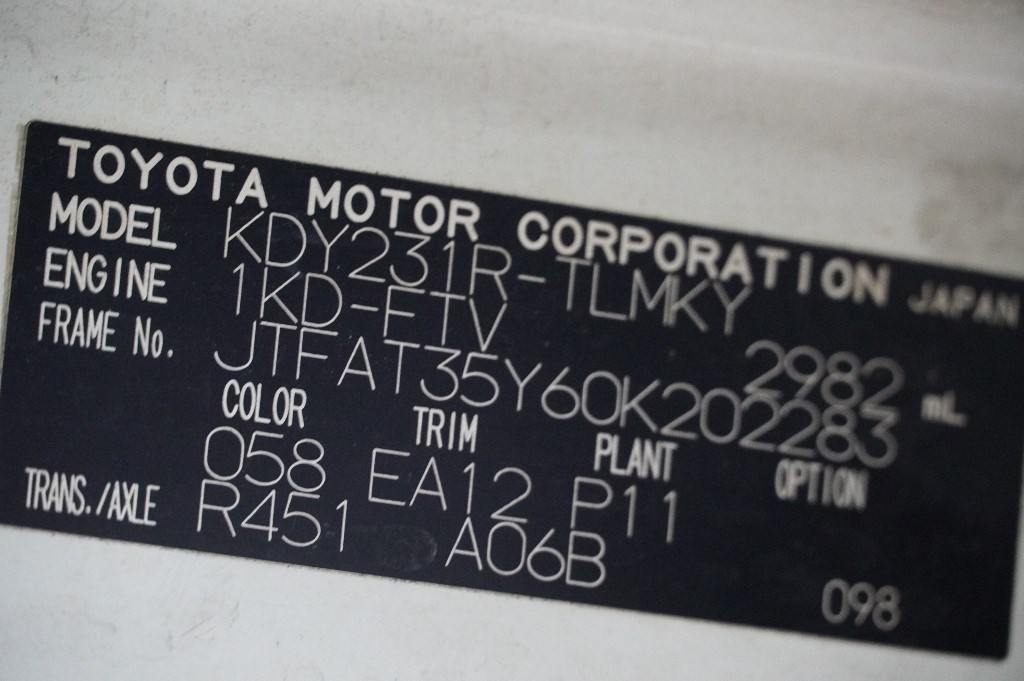 TOYOTA MOTOR CORPORATION JAPAN
MODEL KDY231R-TLMKY
ENGINE 1KD-FTV 2982 mL
FRAME No. JTFAT35Y60K202283
COLOR TRIM PLANT OPTION
058 EA12 P11
TRANS./AXLE R451 A06B
098